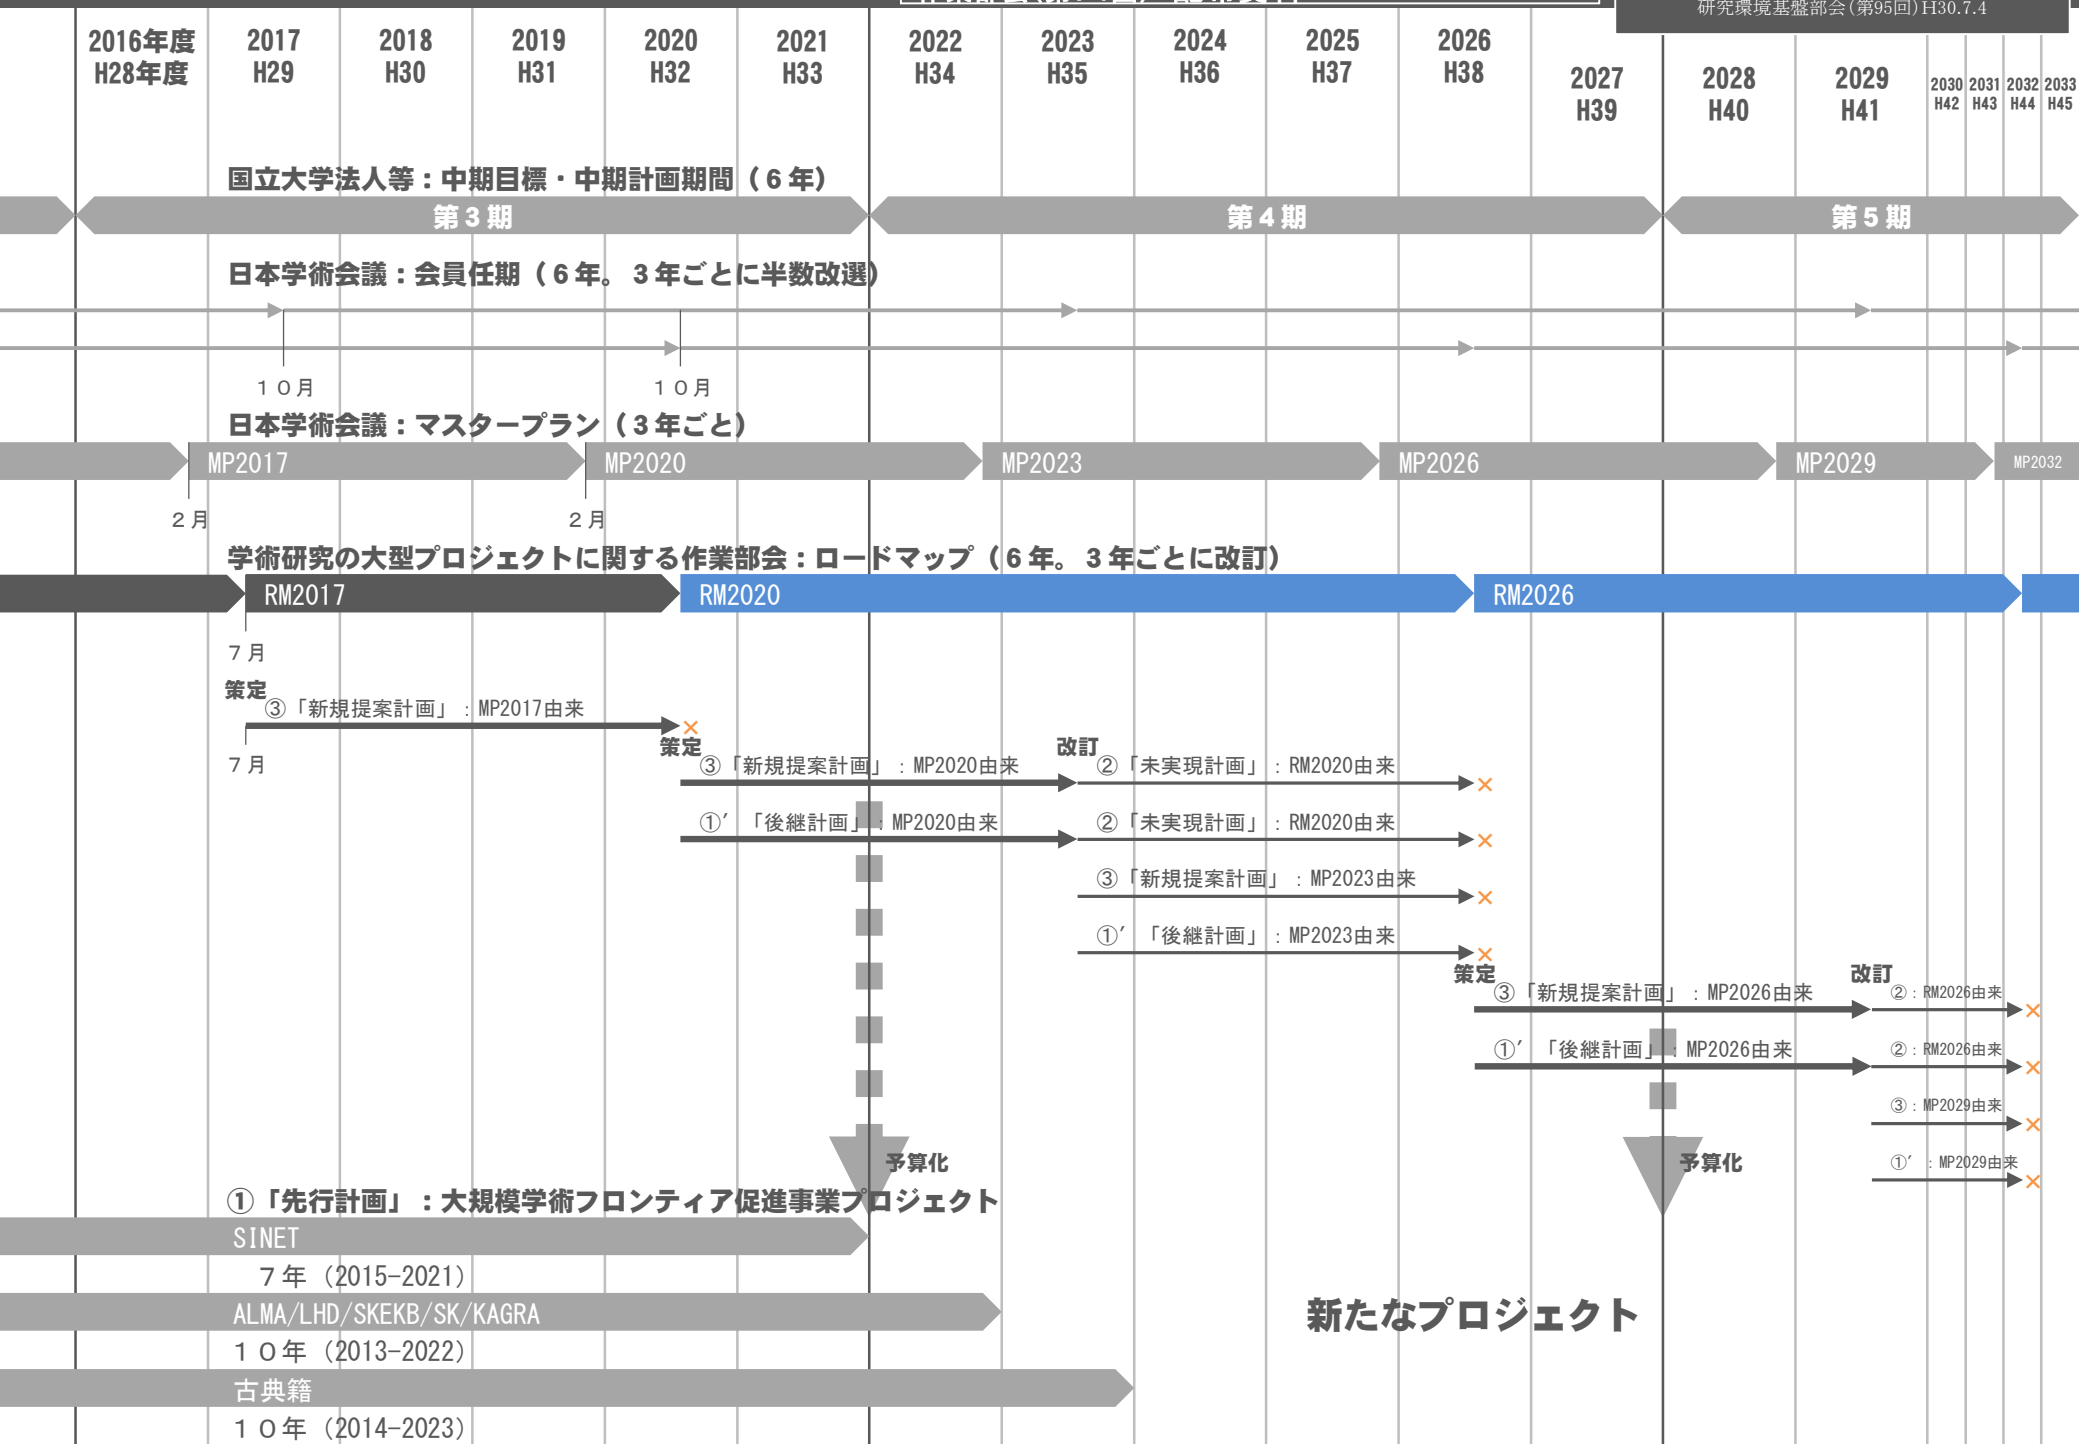 研究環境基盤部会(第95回)H30.7.4
2016年度 2017 2018 2019 2020 2021 2022 2023 2024 2025 2026
H28年度 H29 H30 H31 H32 H33 H34 H35 H36 H37 H38
2027 2028 2029 2030 2031 2032 2033
H39 H40 H41 H42 H43 H44 H45
国立大学法人等：中期目標・中期計画期間（６年）
第３期 第４期 第５期
日本学術会議：会員任期（６年。３年ごとに半数改選）
１０月 １０月
日本学術会議：マスタープラン（３年ごと）
MP2017 MP2020 MP2023 MP2026 MP2029 MP2032
２月 ２月
学術研究の大型プロジェクトに関する作業部会：ロードマップ（６年。３年ごとに改訂）
RM2017 RM2020 RM2026
７月
策定
③「新規提案計画」：MP2017由来 ×
７月
策定 改訂
③「新規提案計画」：MP2020由来 ②「未実現計画」：RM2020由来 ×
①′「後継計画」：MP2020由来 ②「未実現計画」：RM2020由来 ×
③「新規提案計画」：MP2023由来 ×
①′「後継計画」：MP2023由来 ×
策定 改訂
③「新規提案計画」：MP2026由来 ②：RM2026由来 ×
①′「後継計画」：MP2026由来 ②：RM2026由来 ×
③：MP2029由来 ×
予算化 予算化 ①′：MP2029由来 ×
①「先行計画」：大規模学術フロンティア促進事業プロジェクト
SINET
７年（2015-2021）
ALMA/LHD/SKEKB/SK/KAGRA
新たなプロジェクト
１０年（2013-2022）
古典籍
１０年（2014-2023）